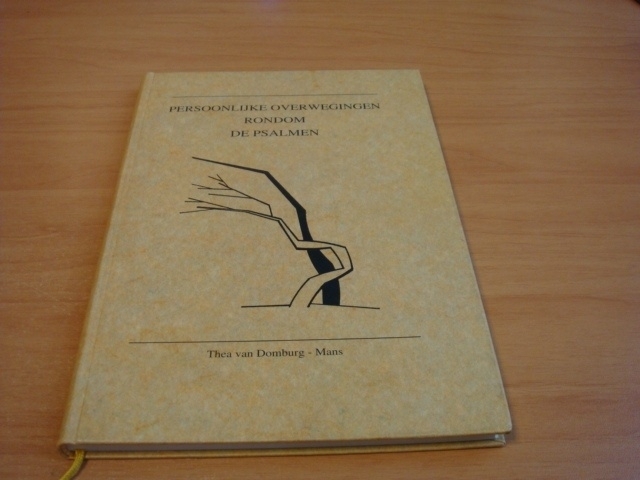 PERSOONLIJKE OVERWEGINGEN
RONDOM
DE PSALMEN
Thea van Domburg - Mans